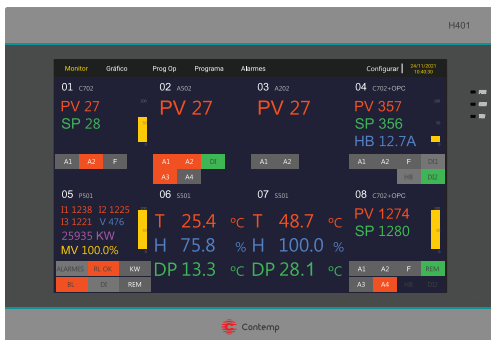 H401
Monitor Gráfico Prog Op Programa Alarmes Configurar 24/11/2021 10:40:30
01 C702 02 A502 03 A202 04 C702+OPC
PV 27 PV 27 PV 27 PV 357
SP 28 SP 356
HB 12.7A
A1 A2 F A1 A2 DI A1 A2 A1 A2 F DI1
A3 A4 HB DI2
05 P501 06 S501 07 S501 08 C702+OPC
I1 1238 I2 1225 T 25.4 ºC T 48.7 ºC PV 1274
I3 1221 V 476 H 75.8 % H 100.0 % SP 1280
25935 KW
MV 100.0% DP 13.3 ºC DP 28.1 ºC
ALARMES RL OK KW A1 A2 F REM
BL DI REM A3 A4
Contemp